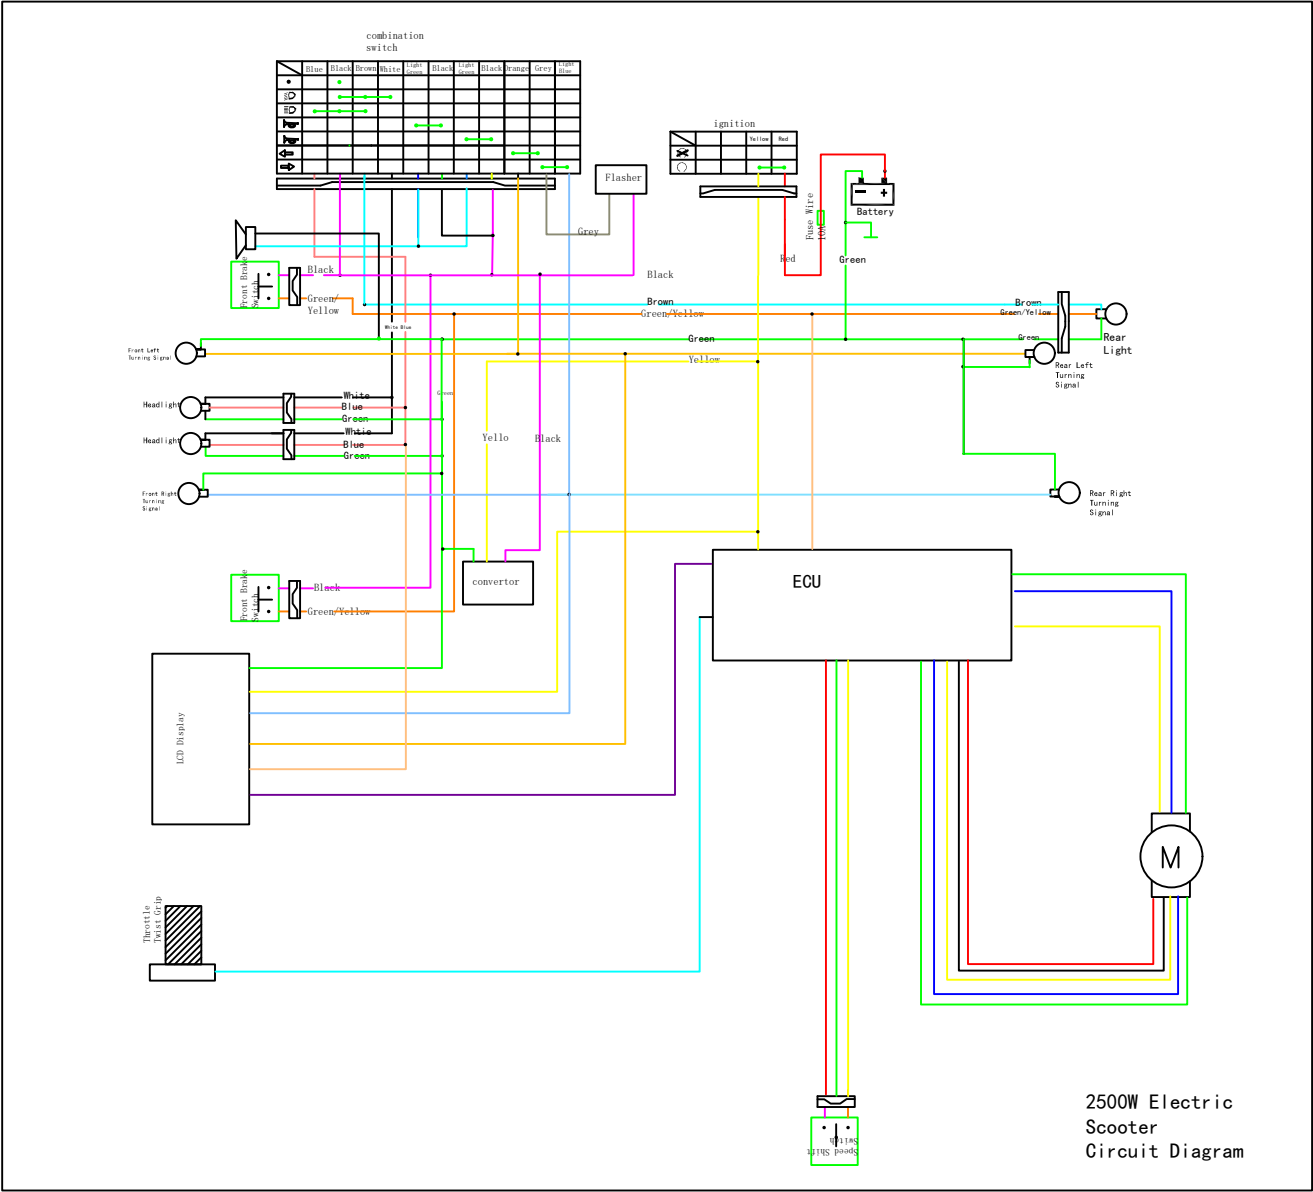 combination
switch
Blue
Black
Brown
White
Light
Green
Black
Light
Green
Black
Orange
Grey
Light
Blue
ignition
Yellow
Red
Flasher
Battery
Fuse Wire
10A
Grey
Red
Green
Front Brake
Switch
Black
Black
Green/
Yellow
Brown
Green/Yellow
Brown
Green/Yellow
White Blue
Green
Green
Rear
Light
Front Left
Turning Signal
Yellow
Rear Left
Turning
Signal
Headlight
White
Blue
Green
Green
Headlight
Whtie
Blue
Green
Yello
Black
Front Right
Turning
Signal
Rear Right
Turning
Signal
convertor
ECU
Front Brake
Switch
Black
Green/Yellow
LCD Display
M
Throttle
Twist Grip
Speed Shift
Switch
2500W Electric
Scooter
Circuit Diagram